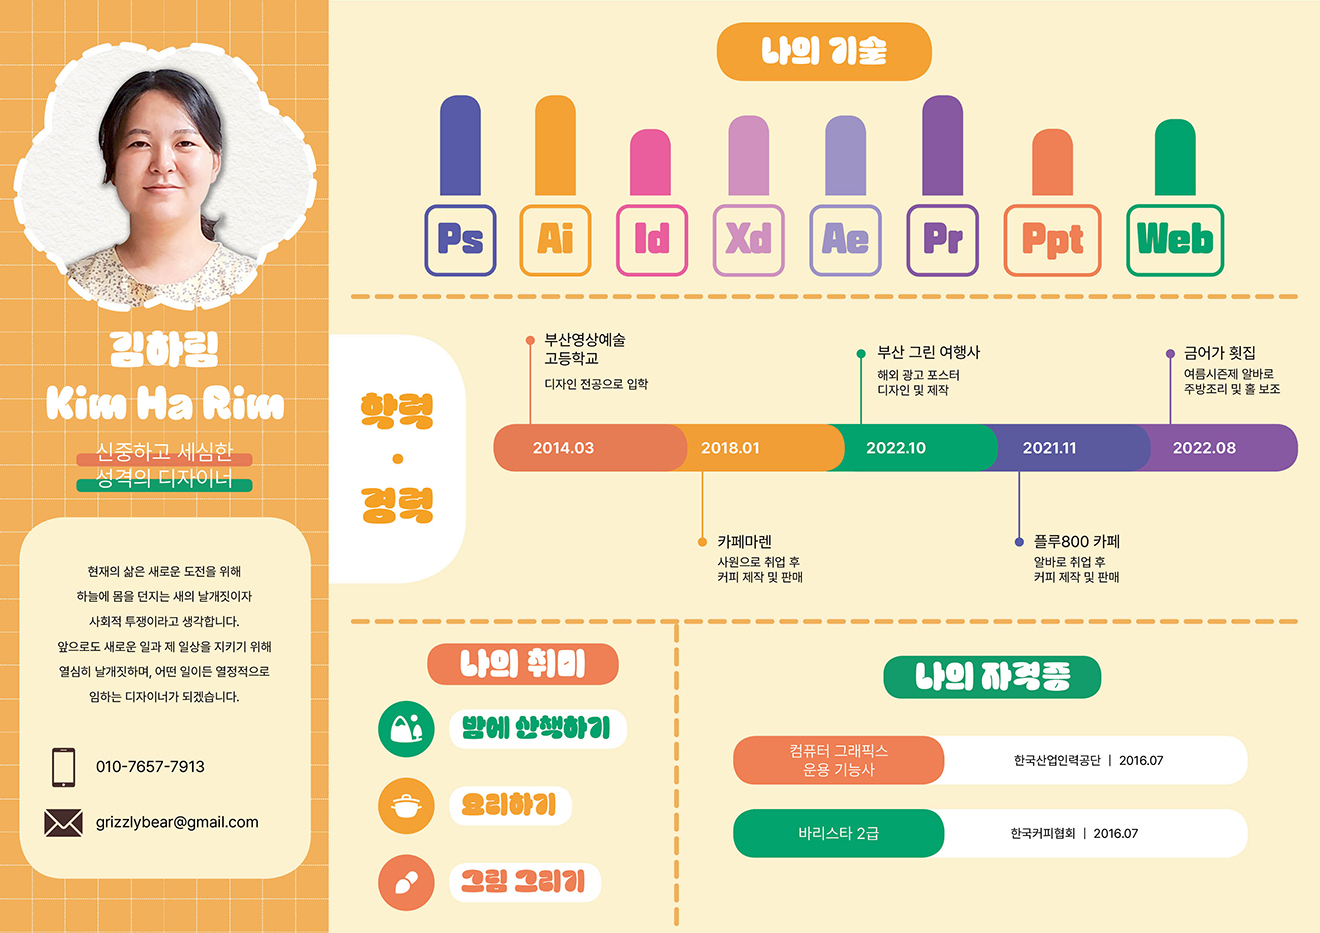 김하림
Kim Ha Rim
신중하고 세심한
성격의 디자이너
현재의 삶은 새로운 도전을 위해
하늘에 몸을 던지는 새의 날개짓이자
사회적 투쟁이라고 생각합니다.
앞으로도 새로운 일과 제 일상을 지키기 위해
열심히 날개짓하며, 어떤 일이든 열정적으로
임하는 디자이너가 되겠습니다.
010-7657-7913
grizzlybear@gmail.com
나의 기술
Ps Ai Id Xd Ae Pr Ppt Web
학력
·
경력
부산영상예술
고등학교
디자인 전공으로 입학
부산 그린 여행사
해외 광고 포스터
디자인 및 제작
금어가 횟집
여름시즌제 알바로
주방조리 및 홀 보조
2014.03 2018.01 2022.10 2021.11 2022.08
카페마렌
사원으로 취업 후
커피 제작 및 판매
플루800 카페
알바로 취업 후
커피 제작 및 판매
나의 취미
밤에 산책하기
요리하기
그림 그리기
나의 자격증
컴퓨터 그래픽스
운용 기능사
한국산업인력공단 | 2016.07
바리스타 2급
한국커피협회 | 2016.07